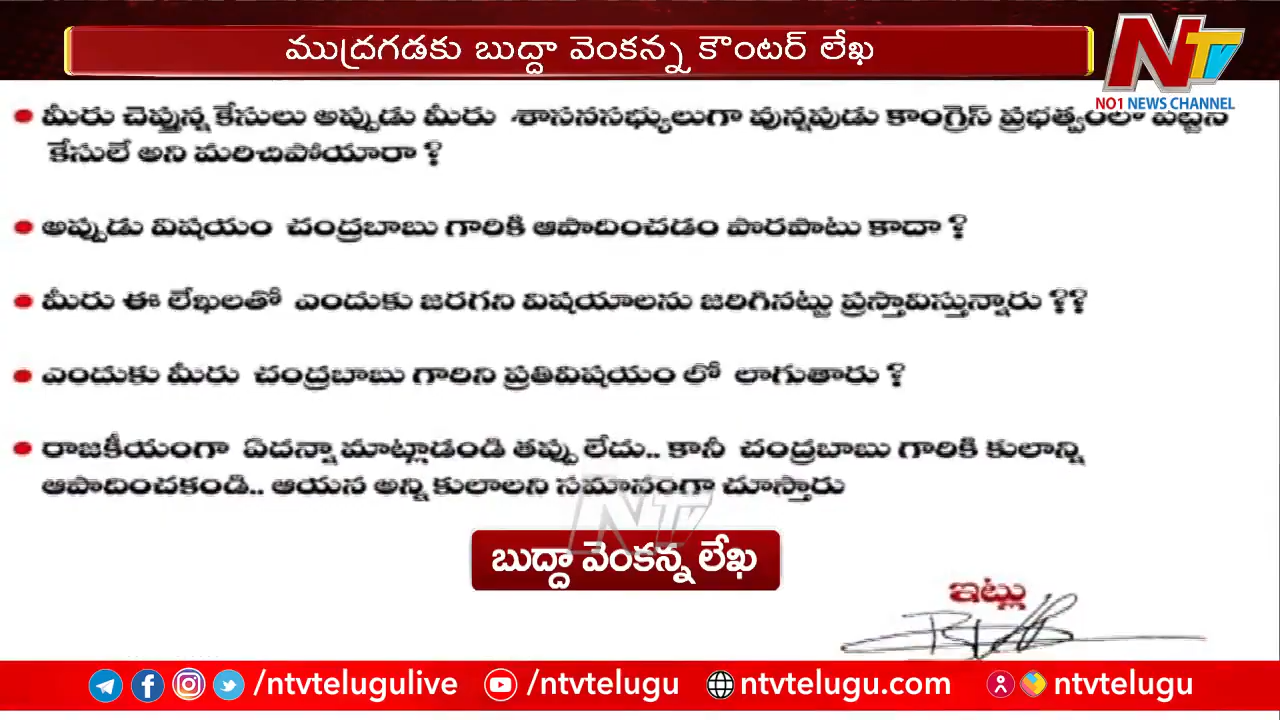 ముద్రగడకు బుద్దా వెంకన్న కౌంటర్ లేఖ
NTV
NO1 NEWS CHANNEL
• మీరు చెప్తున్న కేసులు అప్పుడు మీరు శాసనసభ్యులుగా వున్నపుడు కాంగ్రెస్ ప్రభత్వంలో పెట్టిన
కేసులే అని మరిచిపోయారా ?
• అప్పుడు విషయం చంద్రబాబు గారికి ఆపాదించడం పొరపాటు కాదా ?
• మీరు ఈ లేఖలతో ఎందుకు జరగని విషయాలను జరిగినట్టు ప్రస్తావిస్తున్నారు ??
• ఎందుకు మీరు చంద్రబాబు గారిని ప్రతివిషయం లో లాగుతారు ?
• రాజకీయంగా ఏదన్నా మాట్లాడండి తప్పు లేదు.. కానీ చంద్రబాబు గారికి కులాన్ని
ఆపాదించకండి.. ఆయన అన్ని కులాలని సమానంగా చూస్తారు
NTV
బుద్దా వెంకన్న లేఖ
ఇట్లు
/ntvtelugulive /ntvtelugu ntvtelugu.com ntvtelugu